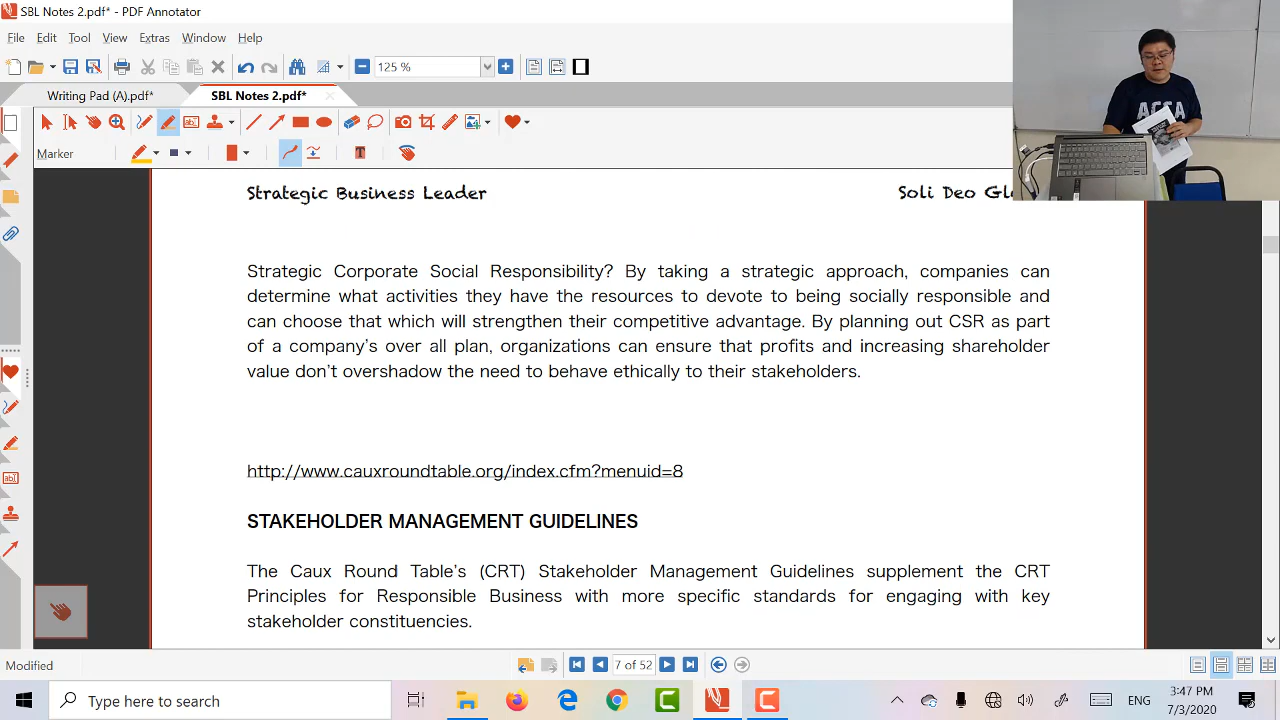 SBL Notes 2.pdf* - PDF Annotator
File Edit Tool View Extras Window Help
125 %
Writing Pad (A).pdf* SBL Notes 2.pdf*
Marker
ACCA
Strategic Business Leader Soli Deo
Strategic Corporate Social Responsibility? By taking a strategic approach, companies can
determine what activities they have the resources to devote to being socially responsible and
can choose that which will strengthen their competitive advantage. By planning out CSR as part
of a company's over all plan, organizations can ensure that profits and increasing shareholder
value don't overshadow the need to behave ethically to their stakeholders.
http://www.cauxroundtable.org/index.cfm?menuid=8
STAKEHOLDER MANAGEMENT GUIDELINES
The Caux Round Table's (CRT) Stakeholder Management Guidelines supplement the CRT
Principles for Responsible Business with more specific standards for engaging with key
stakeholder constituencies.
Modified 7 of 52
Type here to search ENG 3:47 PM
7/3/2020